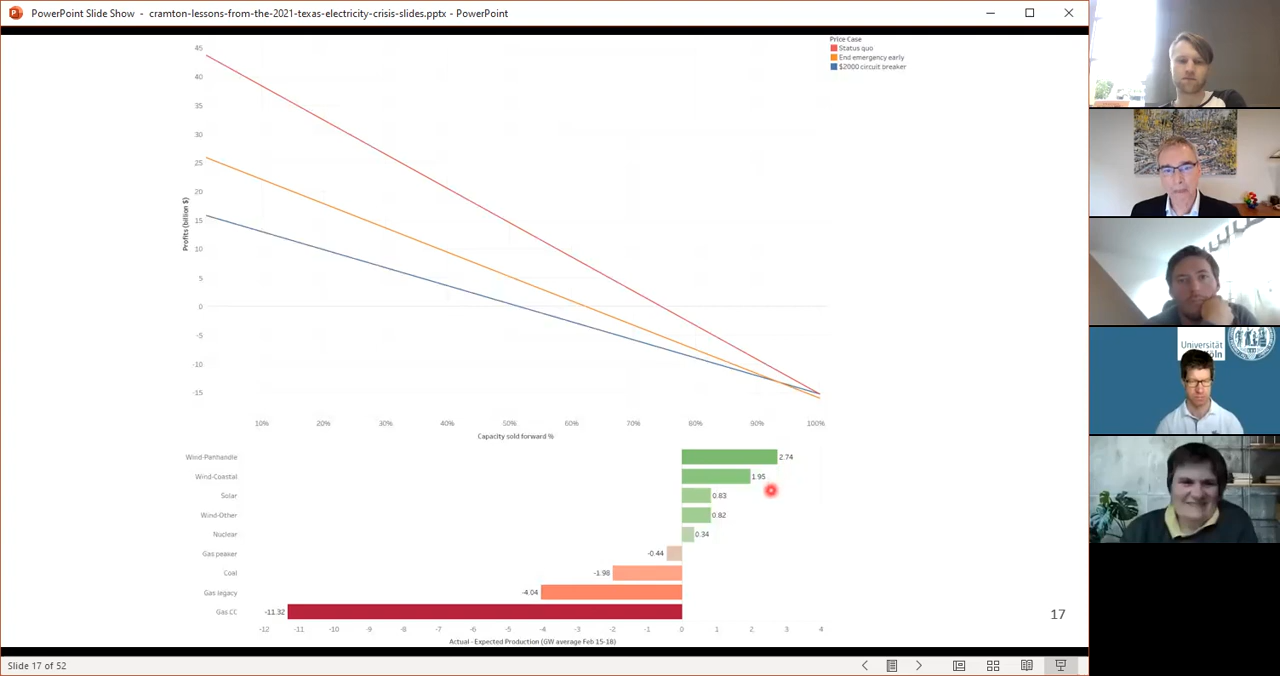 PowerPoint Slide Show - cramton-lessons-from-the-2021-texas-electricity-crisis-slides.pptx - PowerPoint
Price Case
Status quo
End emergency early
$2000 circuit breaker
45
40
35
30
25
20
15
10
5
0
-5
-10
-15
Profits (billion $)
10% 20% 30% 40% 50% 60% 70% 80% 90% 100%
Capacity sold forward %
Wind-Panhandle 2.74
Wind-Coastal 1.95
Solar 0.83
Wind-Other 0.82
Nuclear 0.34
Gas peaker -0.44
Coal -1.98
Gas legacy -4.04
Gas CC -11.32
-12 -11 -10 -9 -8 -7 -6 -5 -4 -3 -2 -1 0 1 2 3 4
Actual - Expected Production (GW average Feb 15-18)
17
Slide 17 of 52
Universität